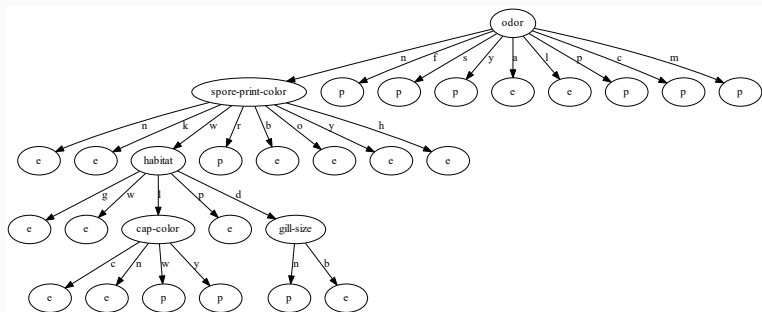 odor
n f s y a l p c m
spore-print-color p p p e e p p p
n k w r b o y h
e e habitat p e e e e
g w l p d
e e cap-color e gill-size
c n w y n b
e e p p p e